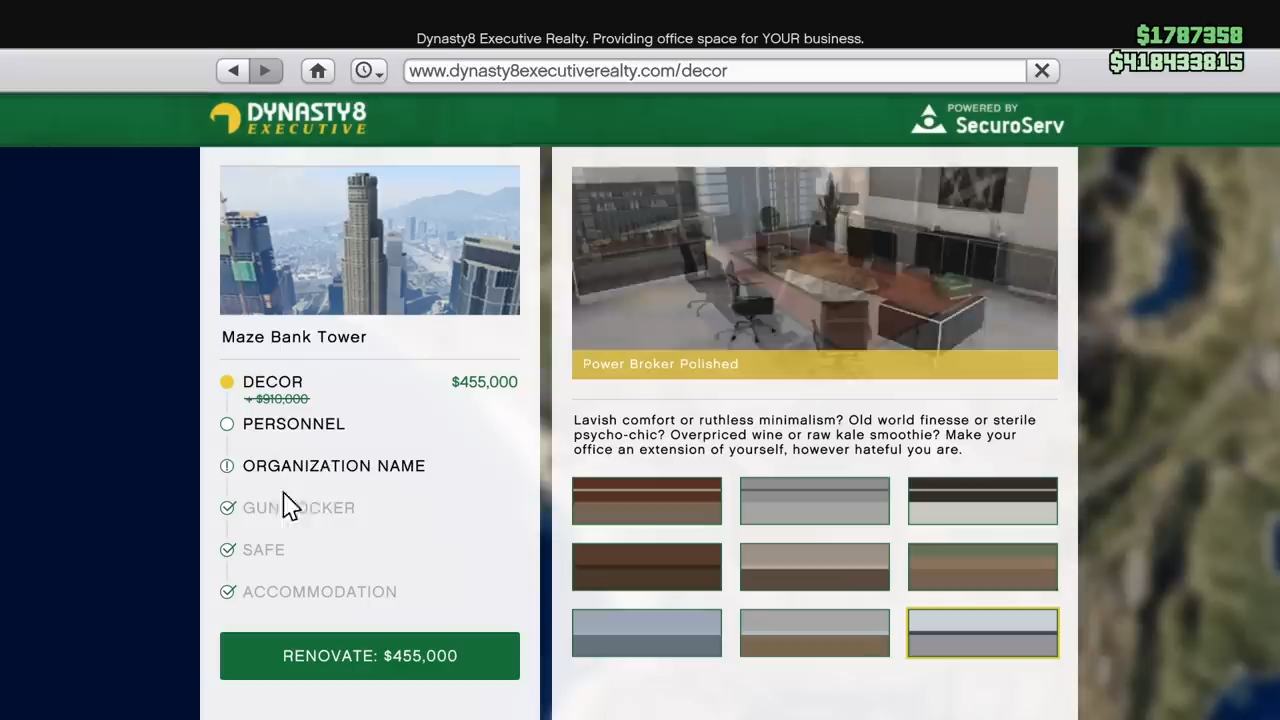 Dynasty8 Executive Realty. Providing office space for YOUR business.
$1787358
$418433815
www.dynasty8executiverealty.com/decor
DYNASTY8
EXECUTIVE
POWERED BY
SecuroServ
Maze Bank Tower
DECOR
$455,000
+ $910,000
PERSONNEL
ORGANIZATION NAME
GUN LOCKER
SAFE
ACCOMMODATION
RENOVATE: $455,000
Power Broker Polished
Lavish comfort or ruthless minimalism? Old world finesse or sterile
psycho-chic? Overpriced wine or raw kale smoothie? Make your
office an extension of yourself, however hateful you are.